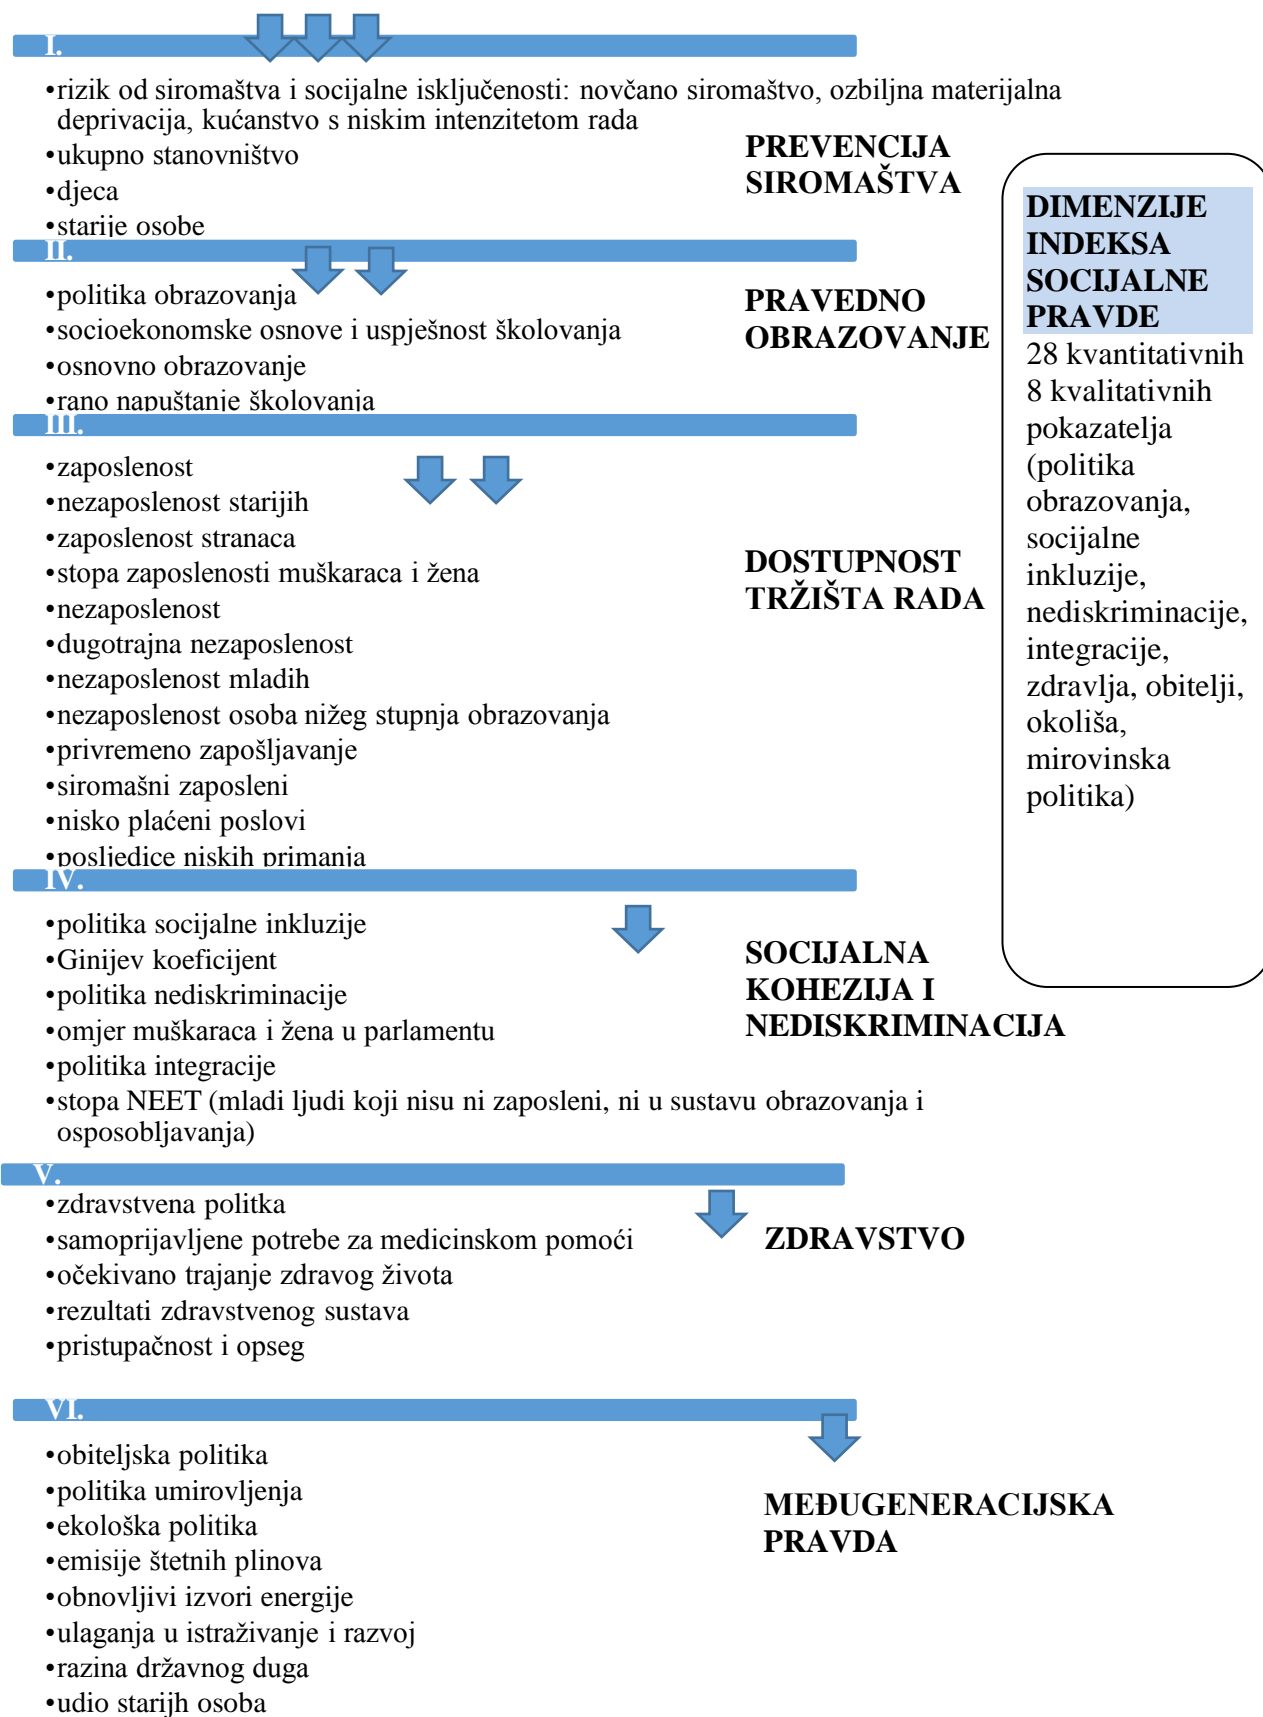 I.
•rizik od siromaštva i socijalne isključenosti: novčano siromaštvo, ozbiljna materijalna
deprivacija, kućanstvo s niskim intenzitetom rada
•ukupno stanovništvo
•djeca
•starije osobe
PREVENCIJA
SIROMAŠTVA
II.
•politika obrazovanja
•socioekonomske osnove i uspješnost školovanja
•osnovno obrazovanje
•rano napuštanje školovanja
PRAVEDNO
OBRAZOVANJE
III.
•zaposlenost
•nezaposlenost starijih
•zaposlenost stranaca
•stopa zaposlenosti muškaraca i žena
•nezaposlenost
•dugotrajna nezaposlenost
•nezaposlenost mladih
•nezaposlenost osoba nižeg stupnja obrazovanja
•privremeno zapošljavanje
•siromašni zaposleni
•nisko plaćeni poslovi
•posljedice niskih primanja
DOSTUPNOST
TRŽIŠTA RADA
IV.
•politika socijalne inkluzije
•Ginijev koeficijent
•politika nediskriminacije
•omjer muškaraca i žena u parlamentu
•politika integracije
•stopa NEET (mladi ljudi koji nisu ni zaposleni, ni u sustavu obrazovanja i
osposobljavanja)
SOCIJALNA
KOHEZIJA I
NEDISKRIMINACIJA
V.
•zdravstvena politka
•samoprijavljene potrebe za medicinskom pomoći
•očekivano trajanje zdravog života
•rezultati zdravstvenog sustava
•pristupačnost i opseg
ZDRAVSTVO
VI.
•obiteljska politika
•politika umirovljenja
•ekološka politika
•emisije štetnih plinova
•obnovljivi izvori energije
•ulaganja u istraživanje i razvoj
•razina državnog duga
•udio starijh osoba
MEĐUGENERACIJSKA
PRAVDA
DIMENZIJE
INDEKSA
SOCIJALNE
PRAVDE
28 kvantitativnih
8 kvalitativnih
pokazatelja
(politika
obrazovanja,
socijalne
inkluzije,
nediskriminacije,
integracije,
zdravlja, obitelji,
okoliša,
mirovinska
politika)